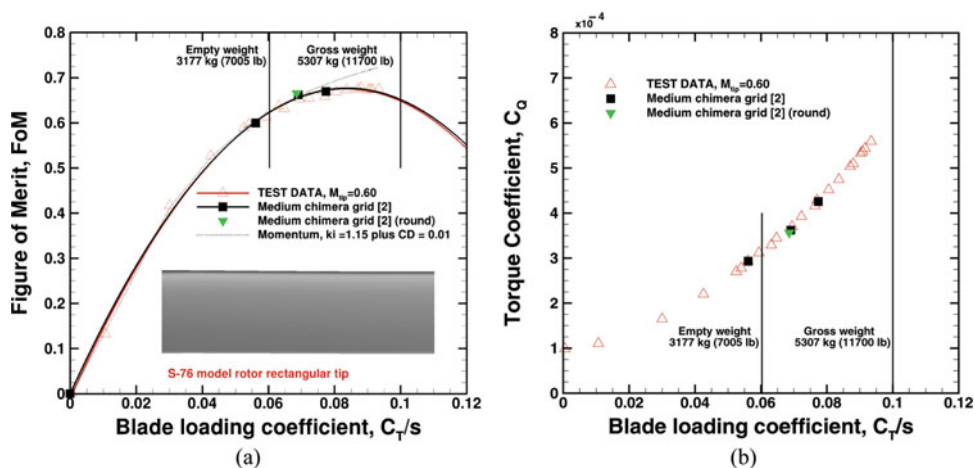 Figure of Merit, FoM
0.8
0.7
0.6
0.5
0.4
0.3
0.2
0.1
0
0
0.02
0.04
0.06
0.08
0.1
0.12
Blade loading coefficient, C_T/s
Empty weight
3177 kg (7005 lb)
Gross weight
5307 kg (11700 lb)
TEST DATA, M_tip=0.60
Medium chimera grid [2]
Medium chimera grid [2] (round)
Momentum, ki =1.15 plus CD = 0.01
S-76 model rotor rectangular tip
(a)
Torque Coefficient, C_Q
×10⁻⁴
8
7
6
5
4
3
2
1
0
0
0.02
0.04
0.06
0.08
0.1
0.12
Blade loading coefficient, C_T/s
TEST DATA, M_tip=0.60
Medium chimera grid [2]
Medium chimera grid [2] (round)
Empty weight
3177 kg (7005 lb)
Gross weight
5307 kg (11700 lb)
(b)